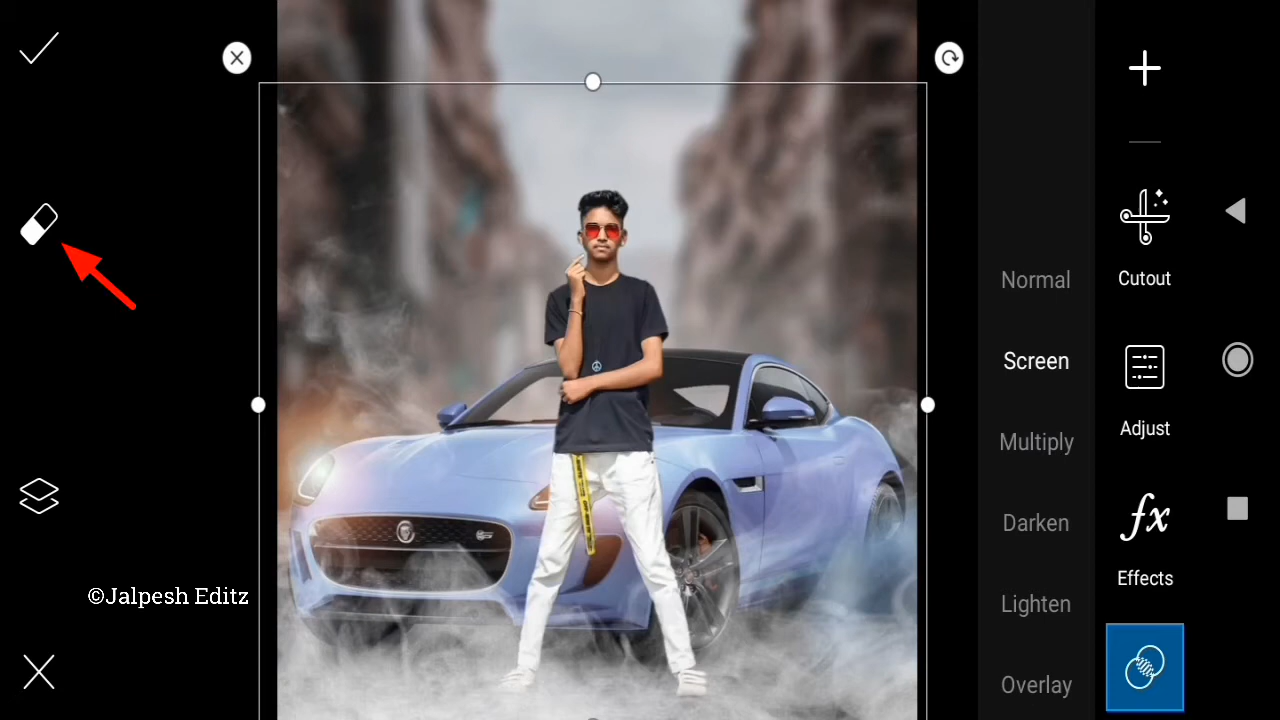 ©Jalpesh Editz
Normal
Screen
Multiply
Darken
Lighten
Overlay
Cutout
Adjust
fx
Effects